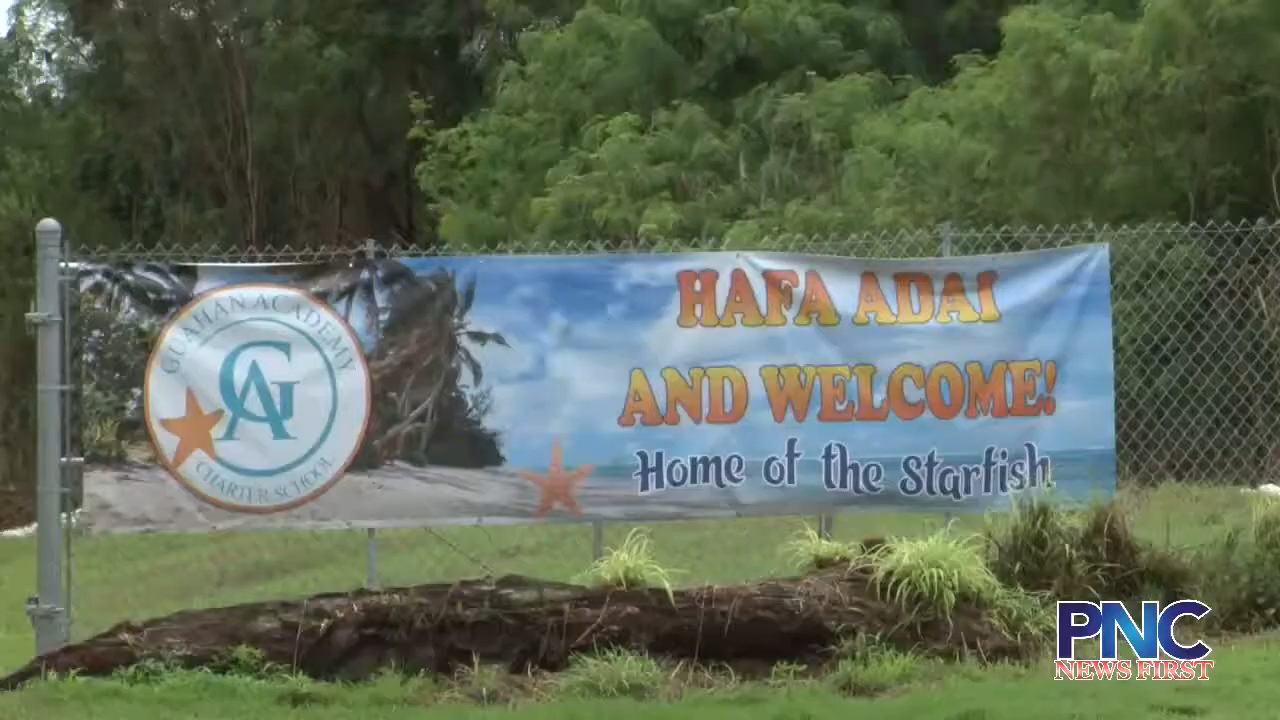 GUAHAN ACADEMY
GA
CHARTER SCHOOL
HAFA ADAI
AND WELCOME!
Home of the Starfish
PNC
NEWS FIRST